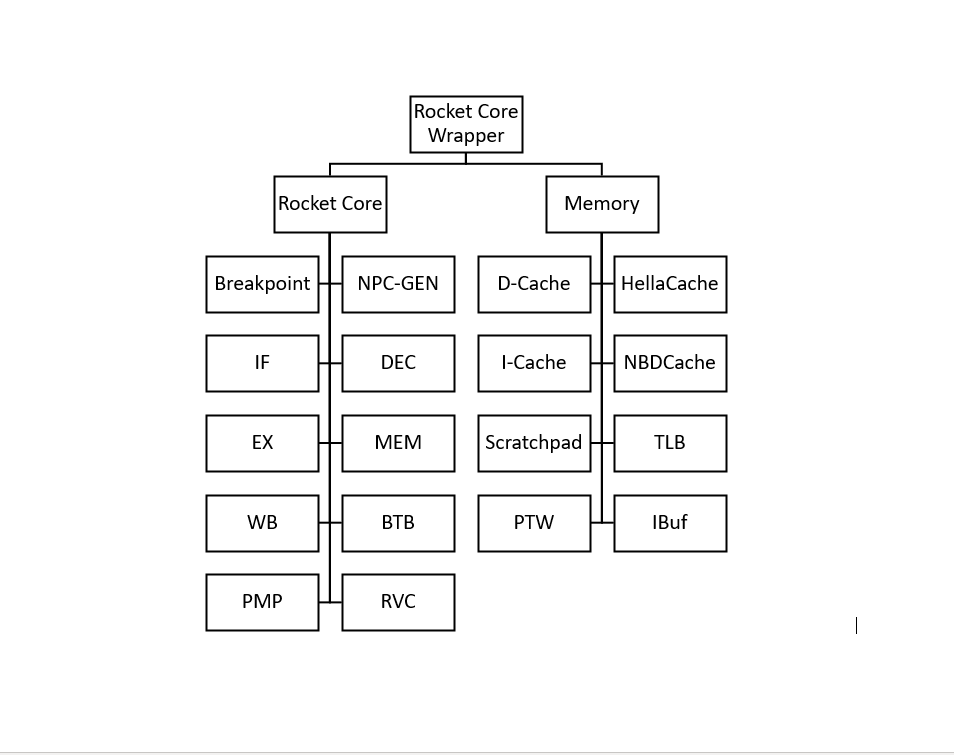 Rocket Core
Wrapper
Rocket Core
Memory
Breakpoint
NPC-GEN
D-Cache
HellaCache
IF
DEC
I-Cache
NBDCache
EX
MEM
Scratchpad
TLB
WB
BTB
PTW
IBuf
PMP
RVC